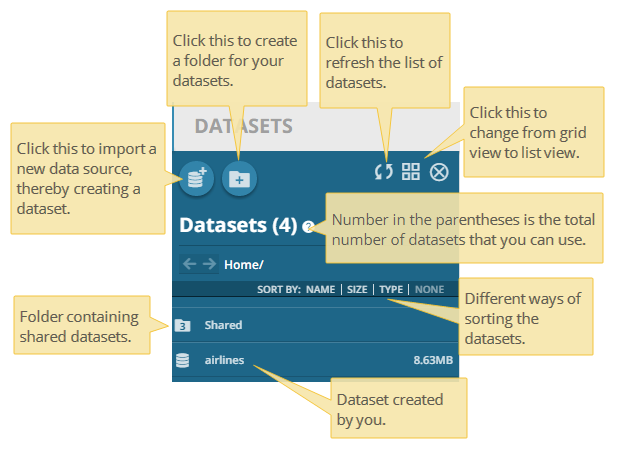 Click this to create
a folder for your
datasets.
Click this to
refresh the list of
datasets.
Click this to
change from grid
view to list view.
DATASETS
Click this to import a
new data source,
thereby creating a
dataset.
Datasets (4) ?
Number in the parentheses is the total
number of datasets that you can use.
Home/
SORT BY: NAME | SIZE | TYPE | NONE
Different ways of
sorting the
datasets.
Folder containing
shared datasets.
3 Shared
airlines 8.63MB
Dataset created
by you.